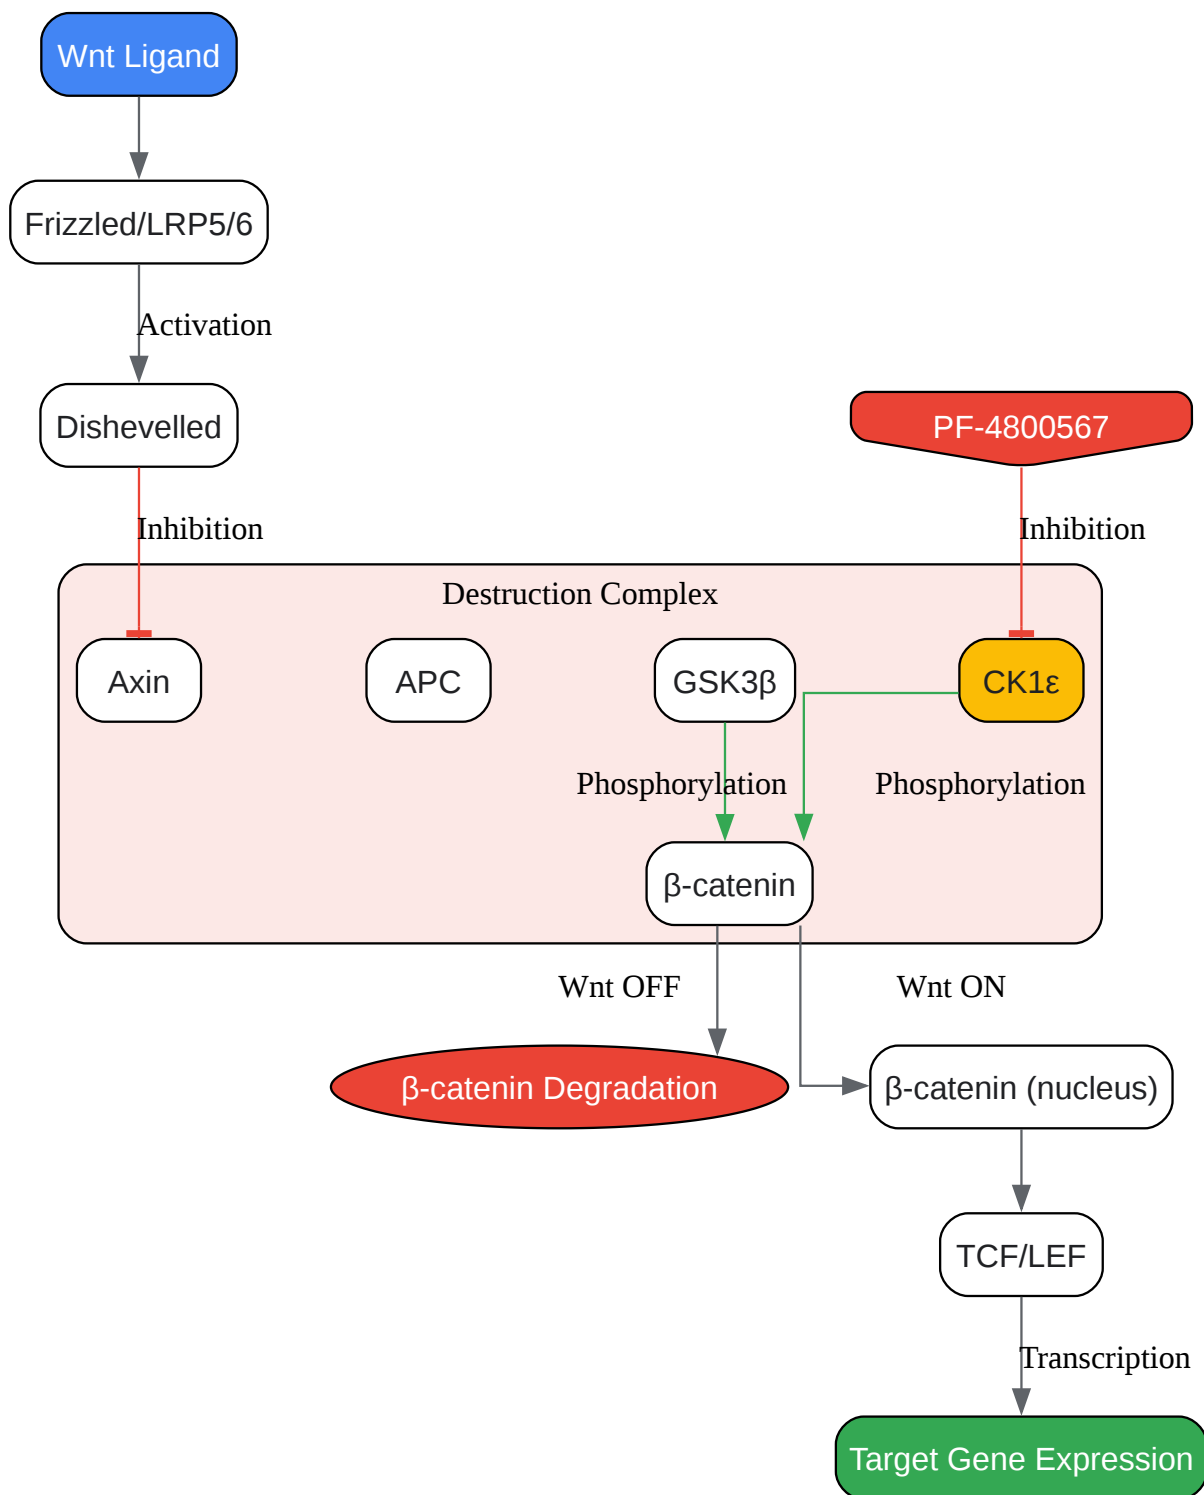 Wnt Ligand
Frizzled/LRP5/6
Activation
Dishevelled
PF-4800567
Inhibition
Inhibition
Destruction Complex
Axin
APC
GSK3β
CK1ε
Phosphorylation
Phosphorylation
β-catenin
Wnt OFF
Wnt ON
β-catenin Degradation
β-catenin (nucleus)
TCF/LEF
Transcription
Target Gene Expression